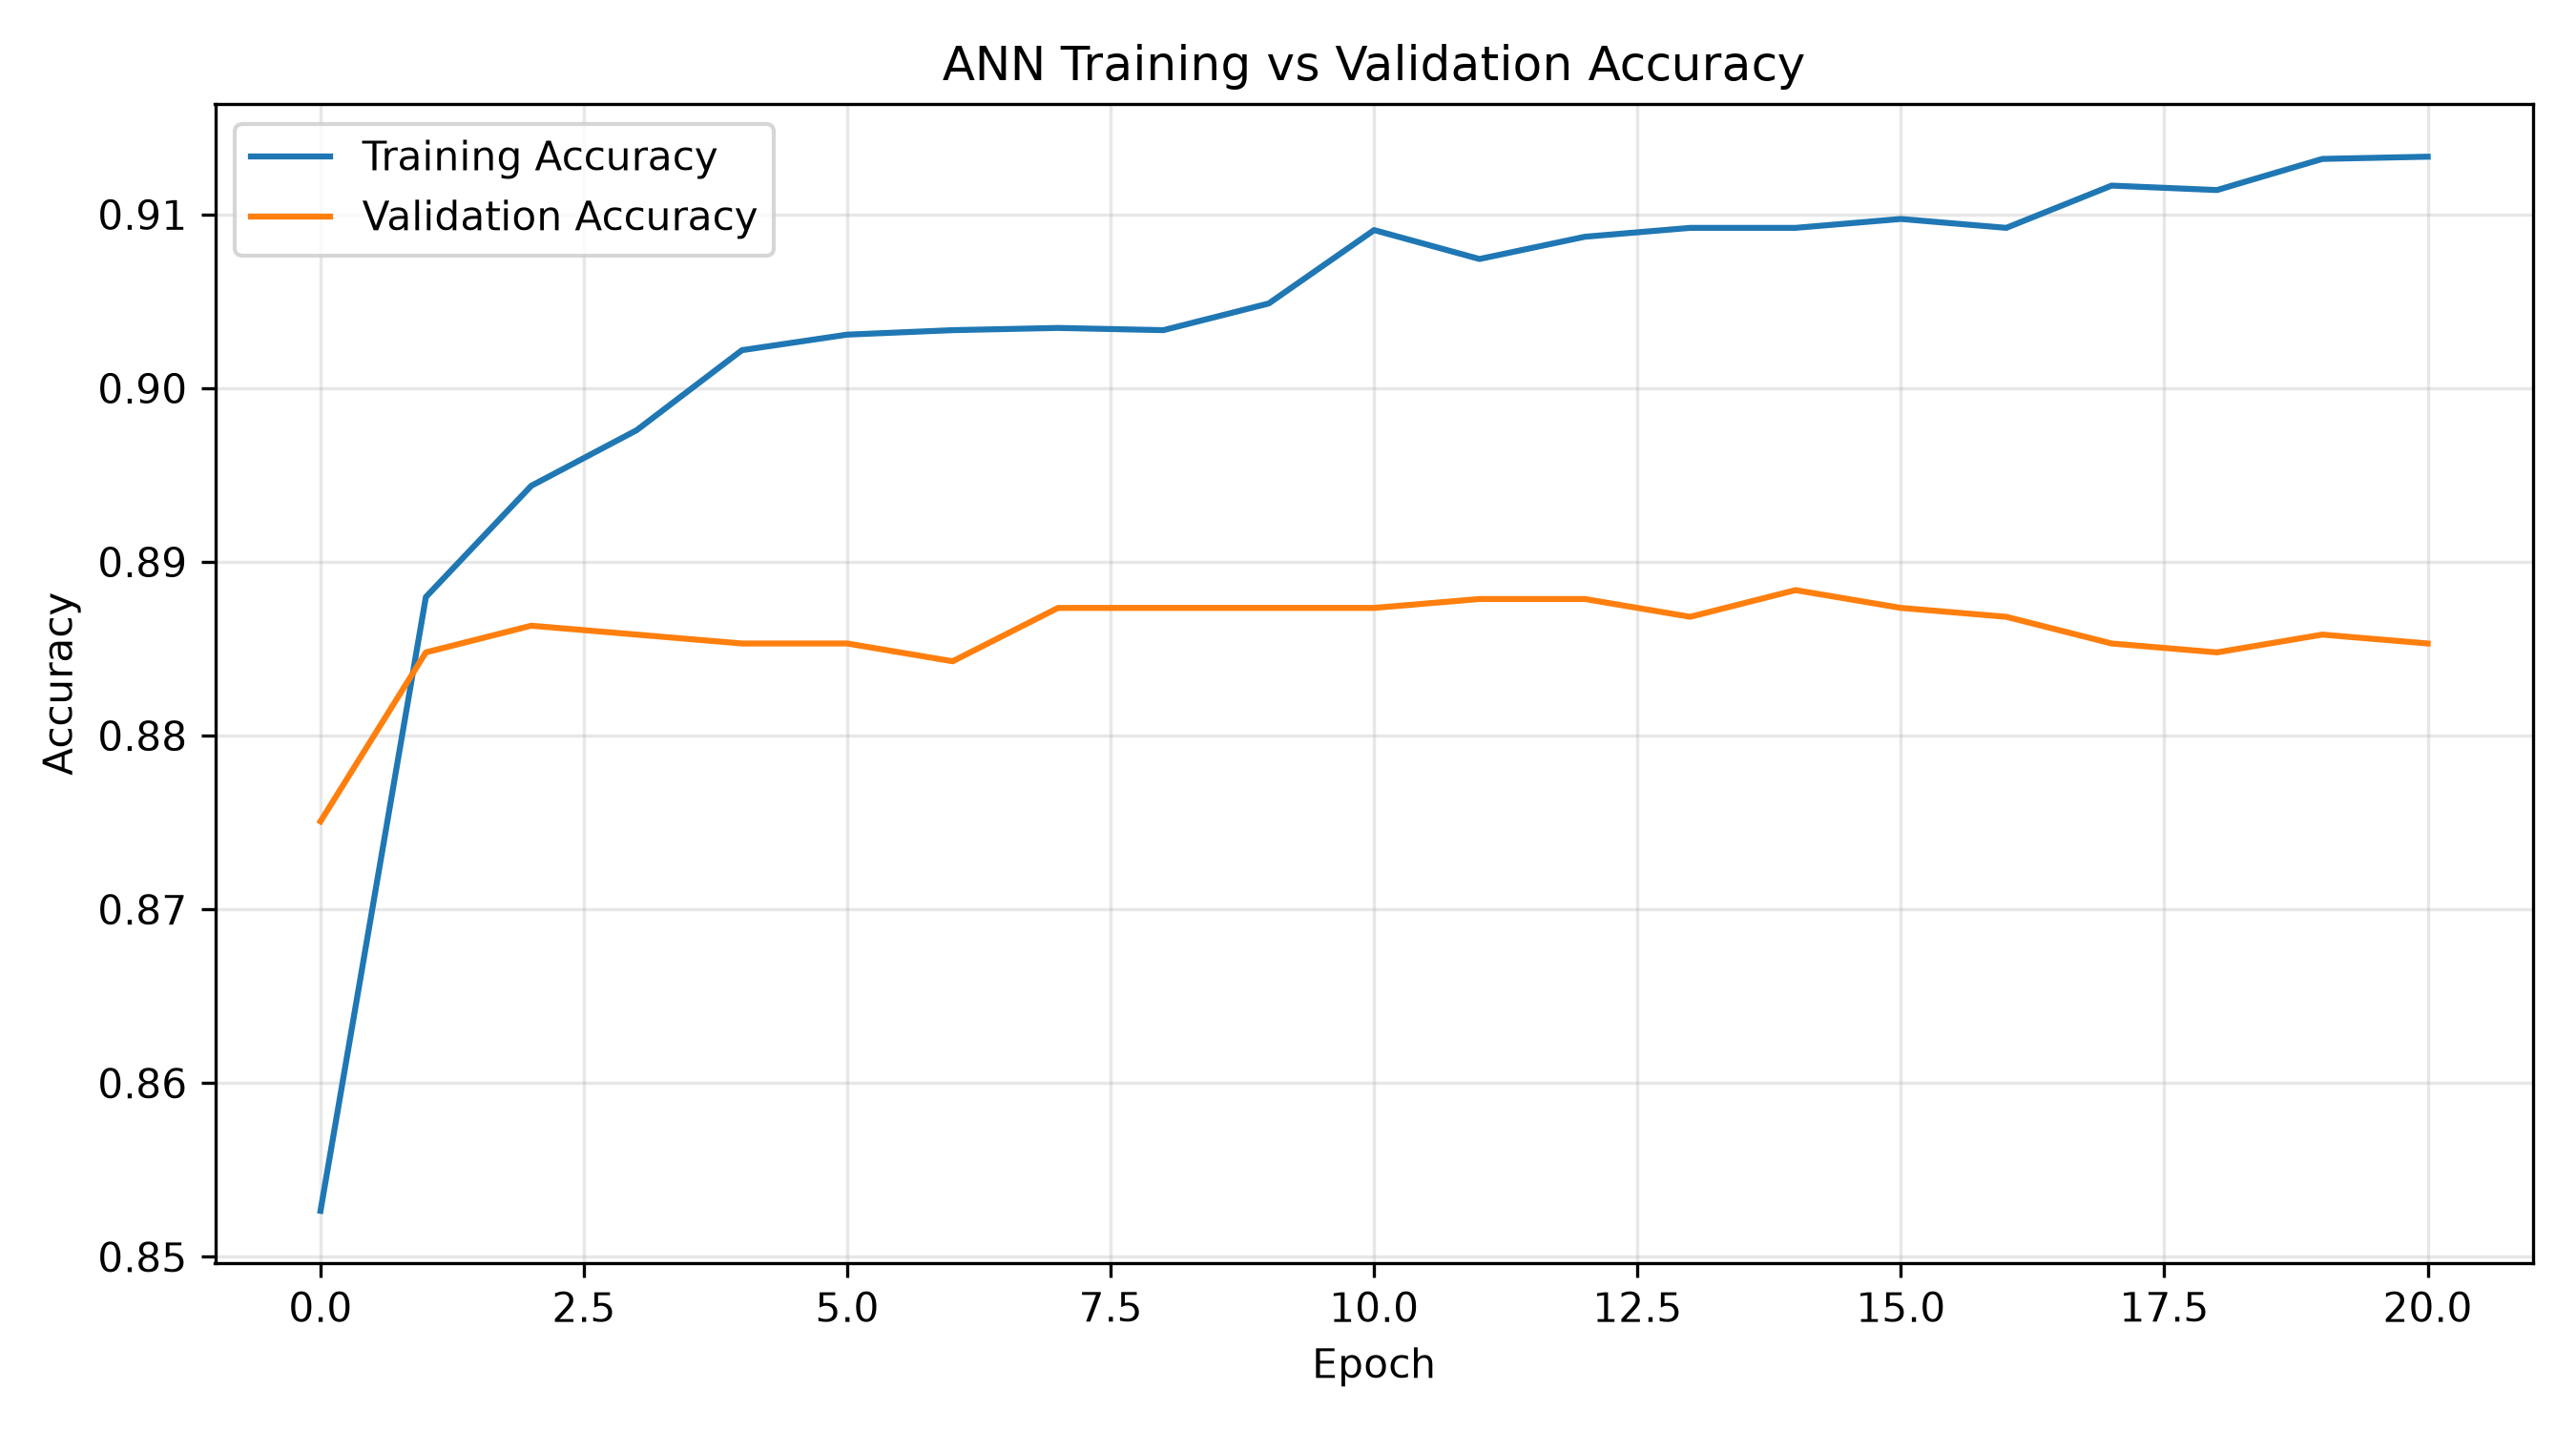 ANN Training vs Validation Accuracy
Training Accuracy
Validation Accuracy
Accuracy
0.91
0.90
0.89
0.88
0.87
0.86
0.85
0.0 2.5 5.0 7.5 10.0 12.5 15.0 17.5 20.0
Epoch